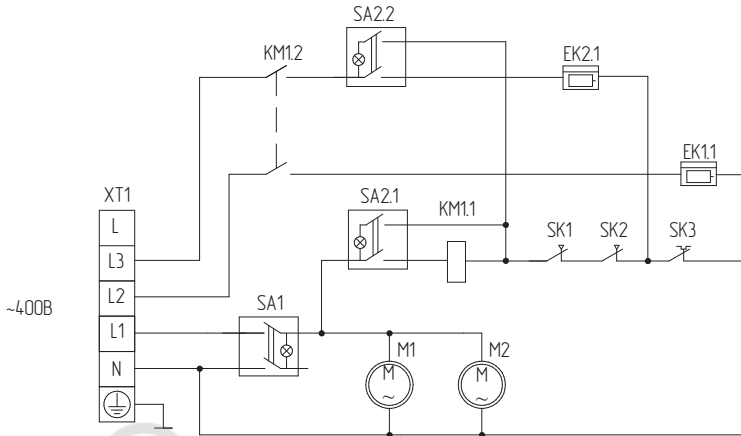 SA2.2
KM1.2
EK2.1
EK1.1
XT1
SA2.1
KM1.1
L
SK1
SK2
SK3
L3
L2
SA1
~400В
L1
M1
M2
N
M
~
M
~